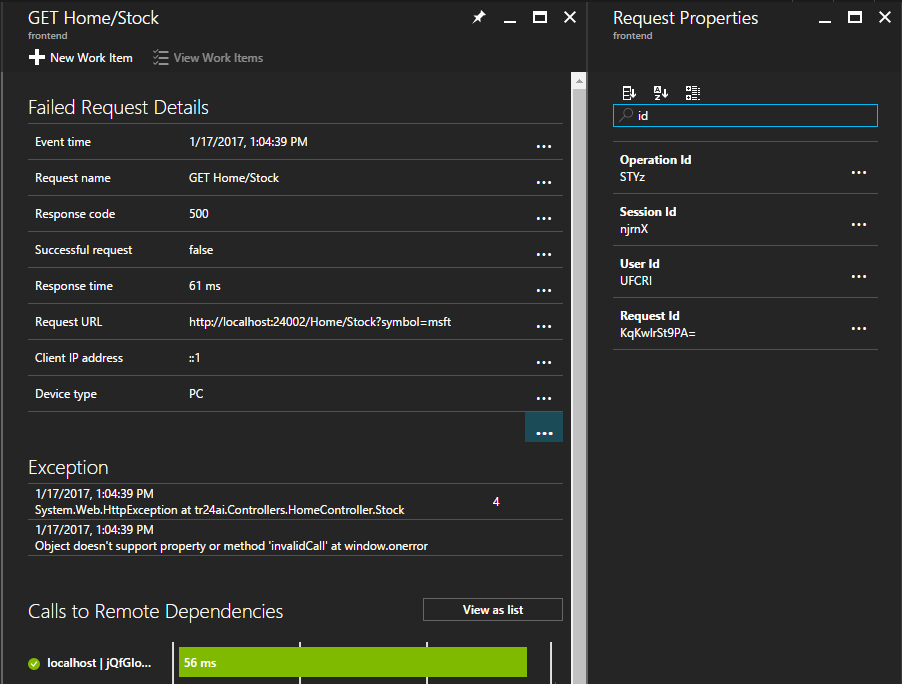 GET Home/Stock
frontend
New Work Item
View Work Items
Failed Request Details
Event time 1/17/2017, 1:04:39 PM ...
Request name GET Home/Stock ...
Response code 500 ...
Successful request false ...
Response time 61 ms ...
Request URL http://localhost:24002/Home/Stock?symbol=msft ...
Client IP address ::1 ...
Device type PC ...
...
Exception
1/17/2017, 1:04:39 PM
System.Web.HttpException at tr24ai.Controllers.HomeController.Stock 4
1/17/2017, 1:04:39 PM
Object doesn't support property or method 'invalidCall' at window.onerror
Calls to Remote Dependencies
View as list
localhost | jQfGlo... 56 ms
Request Properties
frontend
id
Operation Id
STYz ...
Session Id
njrnX ...
User Id
UFCRI ...
Request Id
KqKwlrSt9PA= ...